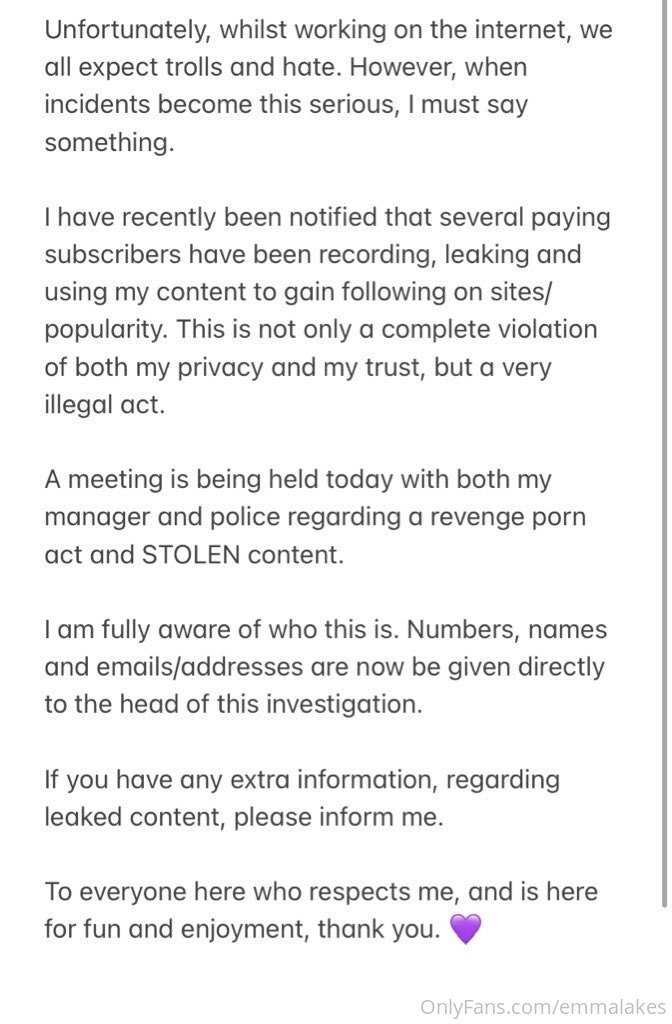 Unfortunately, whilst working on the internet, we
all expect trolls and hate. However, when
incidents become this serious, I must say
something.
I have recently been notified that several paying
subscribers have been recording, leaking and
using my content to gain following on sites/
popularity. This is not only a complete violation
of both my privacy and my trust, but a very
illegal act.
A meeting is being held today with both my
manager and police regarding a revenge porn
act and STOLEN content.
I am fully aware of who this is. Numbers, names
and emails/addresses are now be given directly
to the head of this investigation.
If you have any extra information, regarding
leaked content, please inform me.
To everyone here who respects me, and is here
for fun and enjoyment, thank you. 💜
OnlyFans.com/emmalakes